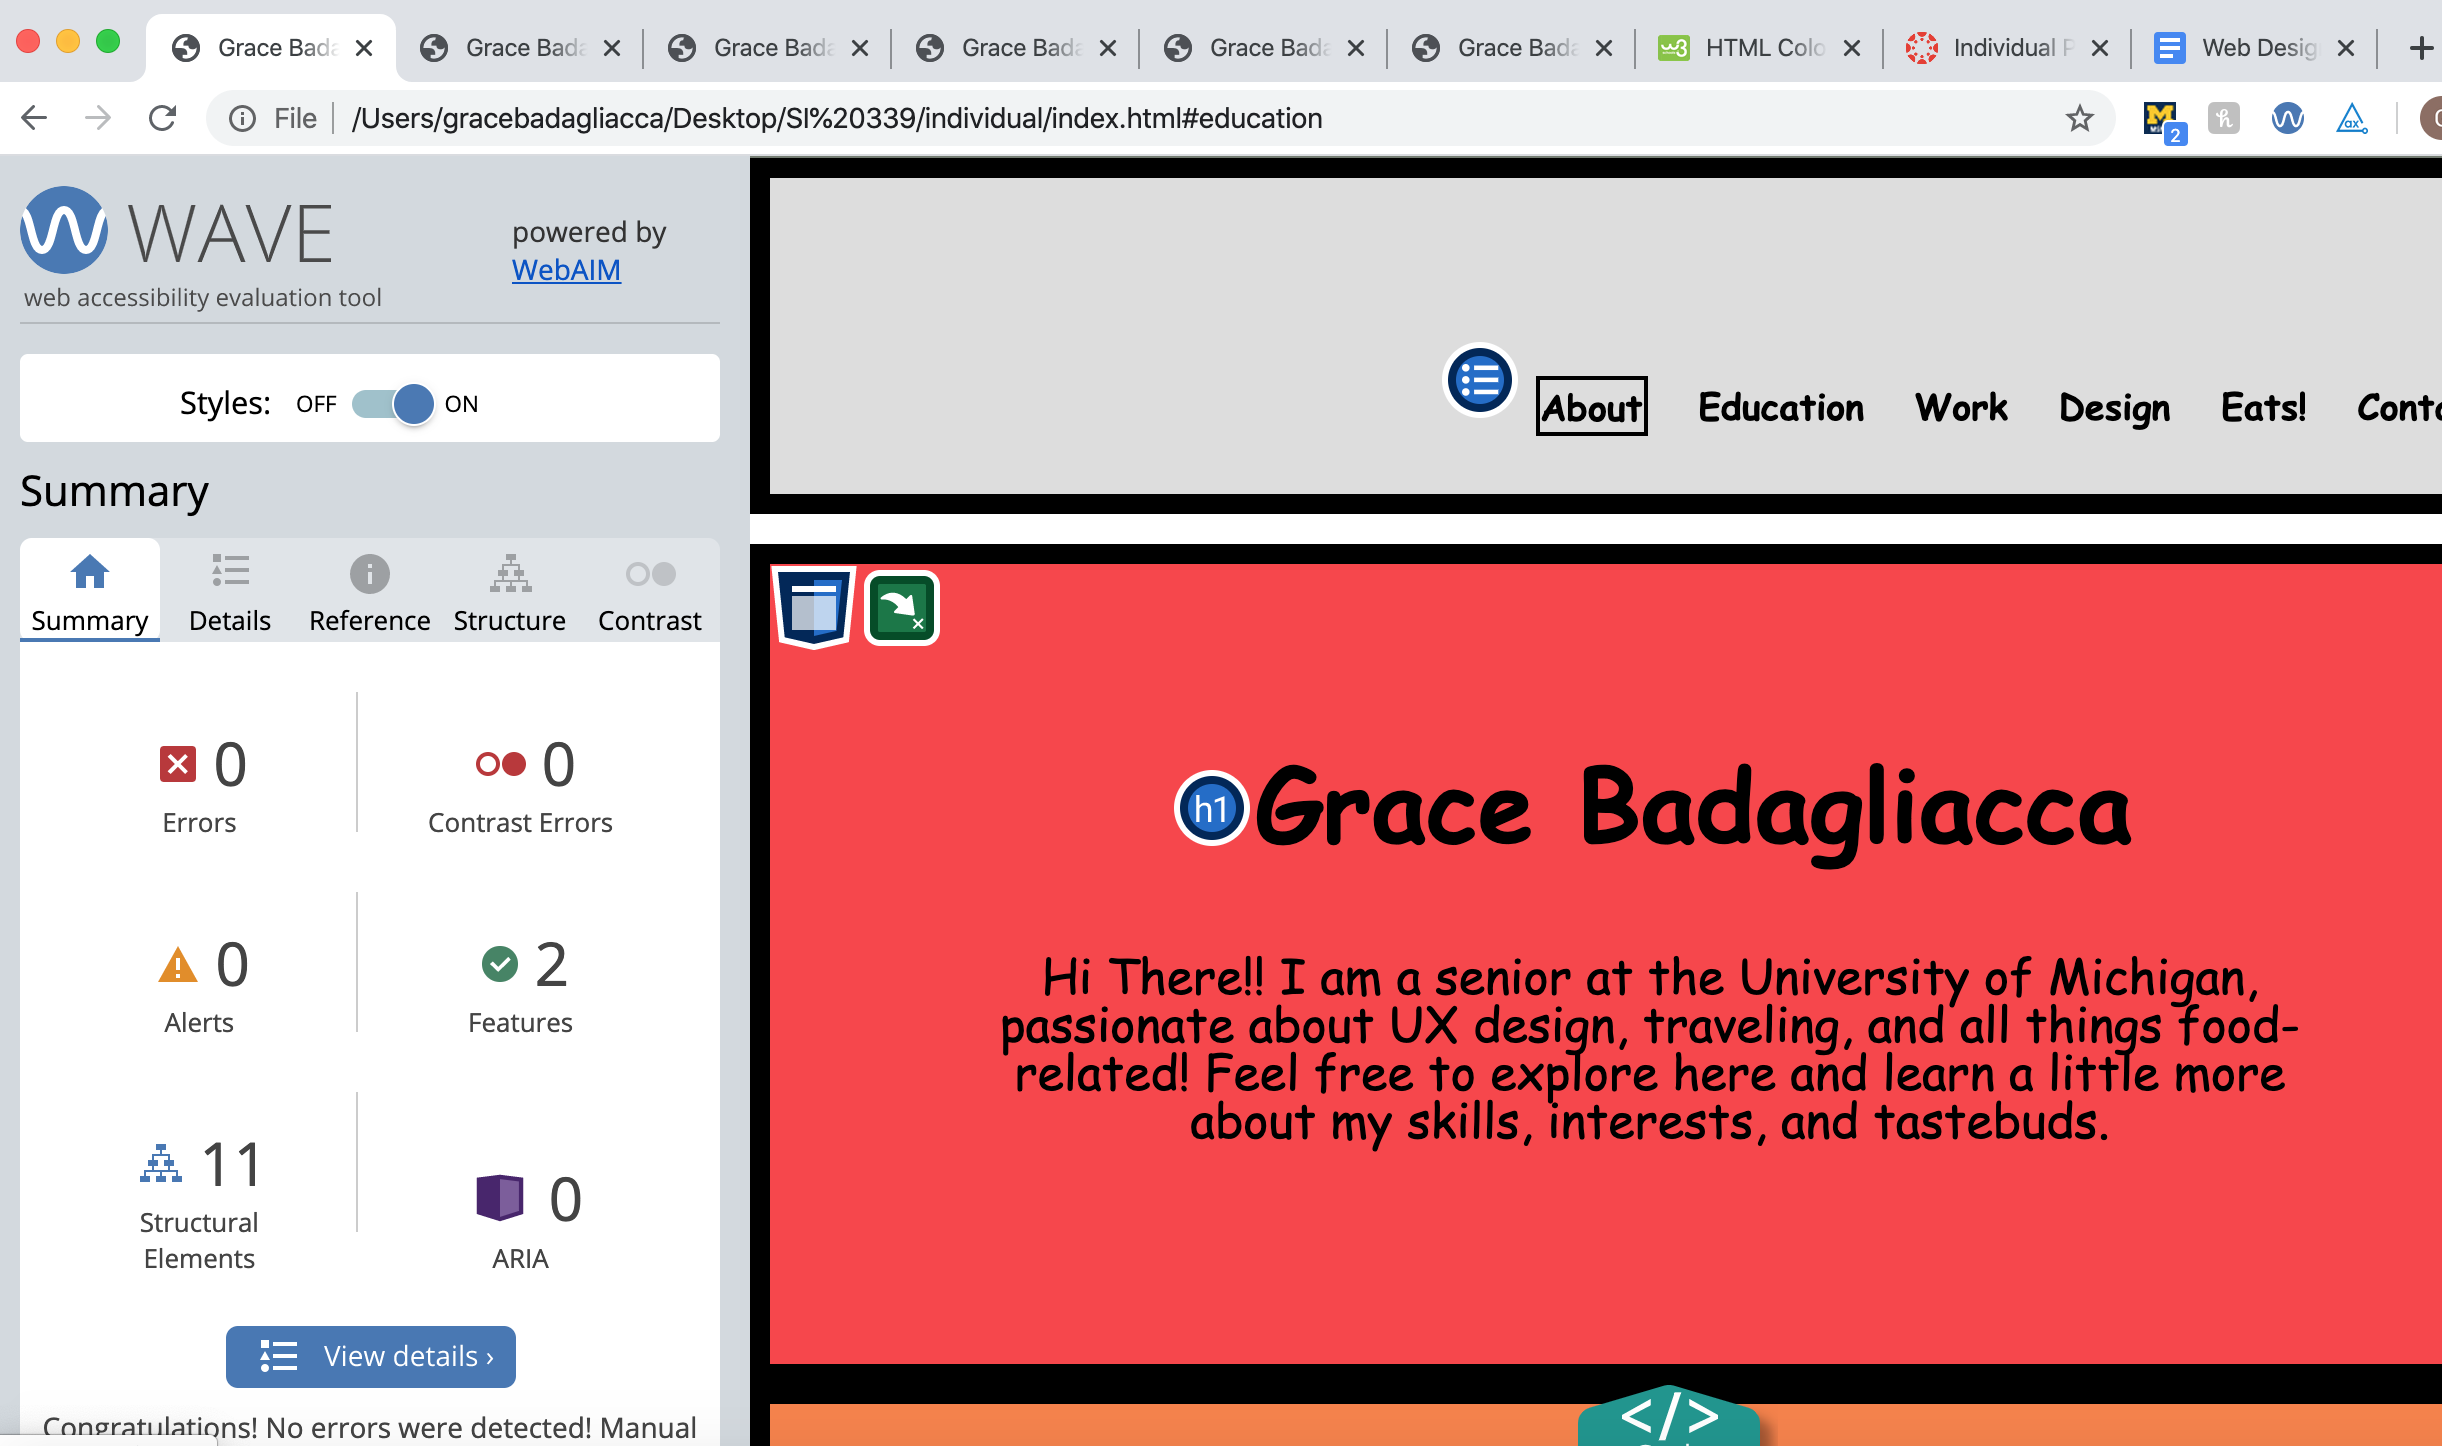 Grace Bada
Grace Bada
Grace Bada
Grace Bada
Grace Bada
Grace Bada
HTML Colo
Individual P
Web Desig
File
/Users/gracebadagliacca/Desktop/SI%20339/individual/index.html#education
2
ax
WAVE
web accessibility evaluation tool
powered by
WebAIM
Styles: OFF ON
Summary
Summary Details Reference Structure Contrast
0
Errors
0
Contrast Errors
0
Alerts
2
Features
11
Structural
Elements
0
ARIA
View details ›
Congratulations! No errors were detected! Manual
About Education Work Design Eats! Conta
h1 Grace Badagliacca
Hi There!! I am a senior at the University of Michigan,
passionate about UX design, traveling, and all things food-
related! Feel free to explore here and learn a little more
about my skills, interests, and tastebuds.
</>